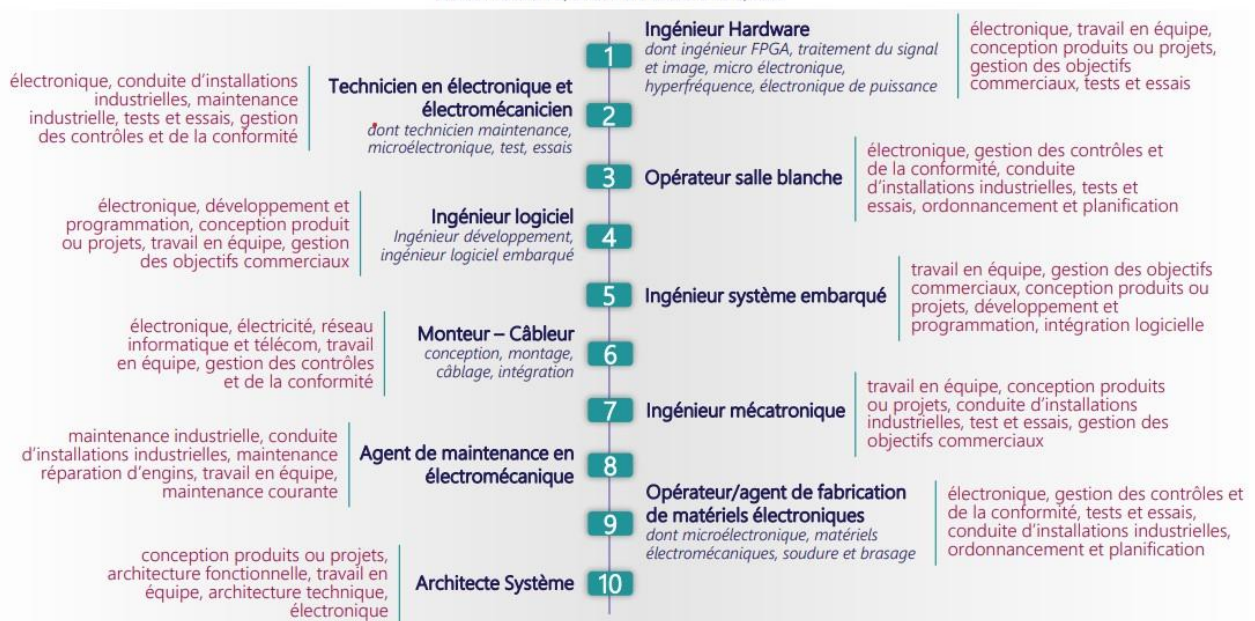 1
Ingénieur Hardware
dont ingénieur FPGA, traitement du signal
et image, micro électronique,
hyperfréquence, électronique de puissance
électronique, travail en équipe,
conception produits ou projets,
gestion des objectifs
commerciaux, tests et essais
électronique, conduite d'installations
industrielles, maintenance
industrielle, tests et essais, gestion
des contrôles et de la conformité
Technicien en électronique et
électromécanicien
dont technicien maintenance,
microélectronique, test, essais
2
3
Opérateur salle blanche
électronique, gestion des contrôles et
de la conformité, conduite
d'installations industrielles, tests et
essais, ordonnancement et planification
électronique, développement et
programmation, conception produit
ou projets, travail en équipe, gestion
des objectifs commerciaux
Ingénieur logiciel
Ingénieur développement,
ingénieur logiciel embarqué
4
5
Ingénieur système embarqué
travail en équipe, gestion des objectifs
commerciaux, conception produits ou
projets, développement et
programmation, intégration logicielle
électronique, électricité, réseau
informatique et télécom, travail
en équipe, gestion des contrôles
et de la conformité
Monteur – Câbleur
conception, montage,
câblage, intégration
6
7
Ingénieur mécatronique
travail en équipe, conception produits
ou projets, conduite d'installations
industrielles, test et essais, gestion des
objectifs commerciaux
maintenance industrielle, conduite
d'installations industrielles, maintenance
réparation d'engins, travail en équipe,
maintenance courante
Agent de maintenance en
électromécanique
8
9
Opérateur/agent de fabrication
de matériels électroniques
dont microélectronique, matériels
électromécaniques, soudure et brasage
électronique, gestion des contrôles et
de la conformité, tests et essais,
conduite d'installations industrielles,
ordonnancement et planification
conception produits ou projets,
architecture fonctionnelle, travail en
équipe, architecture technique,
électronique
Architecte Système
10